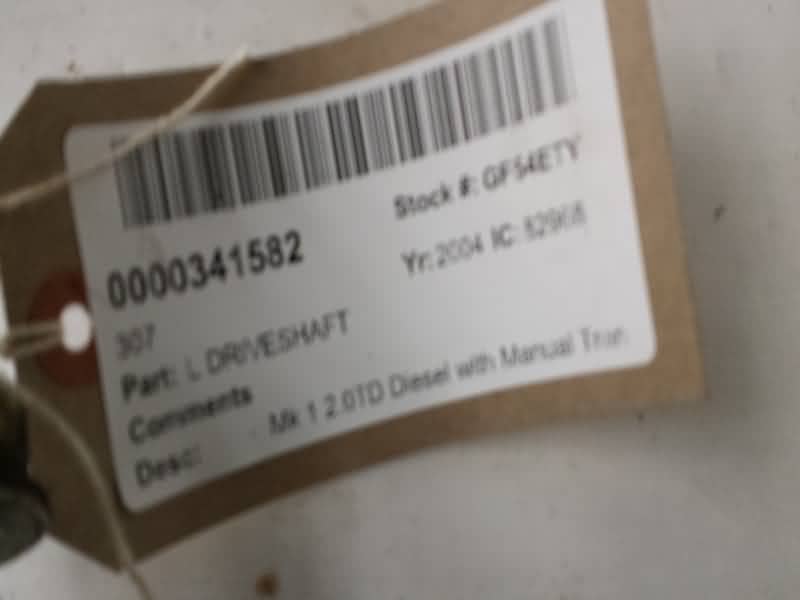 Stock #: GF54ETY
0000341582
Yr: 2004 IC: 82968
307
Part: L DRIVESHAFT
Comments
Desc: Mk 1 2.0TD Diesel with Manual Tran